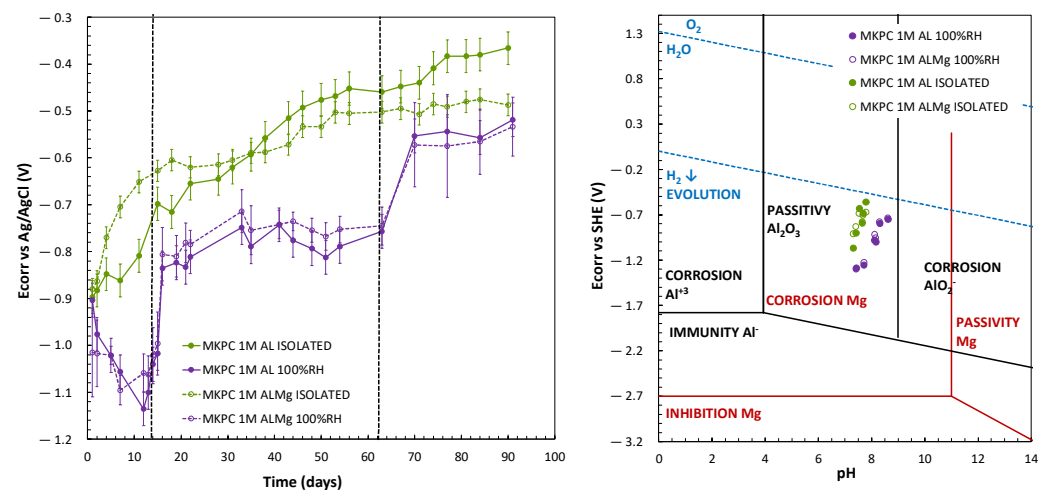 Ecorr vs Ag/AgCl (V)
— 0.3
— 0.4
— 0.5
— 0.6
— 0.7
— 0.8
— 0.9
— 1.0
— 1.1
— 1.2
0 10 20 30 40 50 60 70 80 90 100
Time (days)
MKPC 1M AL ISOLATED
MKPC 1M AL 100%RH
MKPC 1M ALMg ISOLATED
MKPC 1M ALMg 100%RH
Ecorr vs SHE (V)
1.3
0.8
0.3
— 0.2
— 0.7
— 1.2
— 1.7
— 2.2
— 2.7
— 3.2
0 2 4 6 8 10 12 14
pH
O2
H2O
MKPC 1M AL 100%RH
MKPC 1M ALMg 100%RH
MKPC 1M AL ISOLATED
MKPC 1M ALMg ISOLATED
H2 ↓
EVOLUTION
PASSITIVY
Al2O3
CORROSION
Al+3
CORROSION Mg
CORROSION
AlO2-
IMMUNITY Al-
PASSIVITY
Mg
INHIBITION Mg